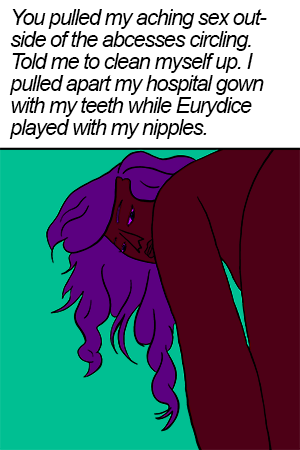 You pulled my aching sex out-
side of the abcesses circling.
Told me to clean myself up. I
pulled apart my hospital gown
with my teeth while Eurydice
played with my nipples.